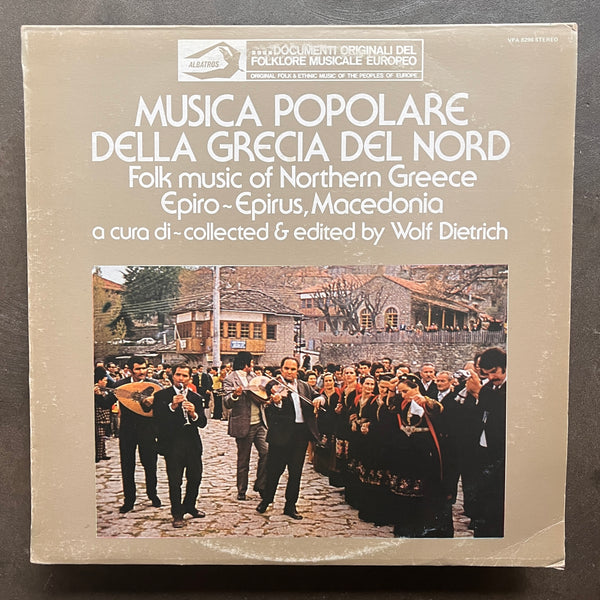 VPA 8298 STEREO
ALBATROS
DOCUMENTI ORIGINALI DEL
FOLKLORE MUSICALE EUROPEO
ORIGINAL FOLK & ETHNIC MUSIC OF THE PEOPLES OF EUROPE
MUSICA POPOLARE
DELLA GRECIA DEL NORD
Folk music of Northern Greece
Epiro~Epirus, Macedonia
a cura di~collected & edited by Wolf Dietrich